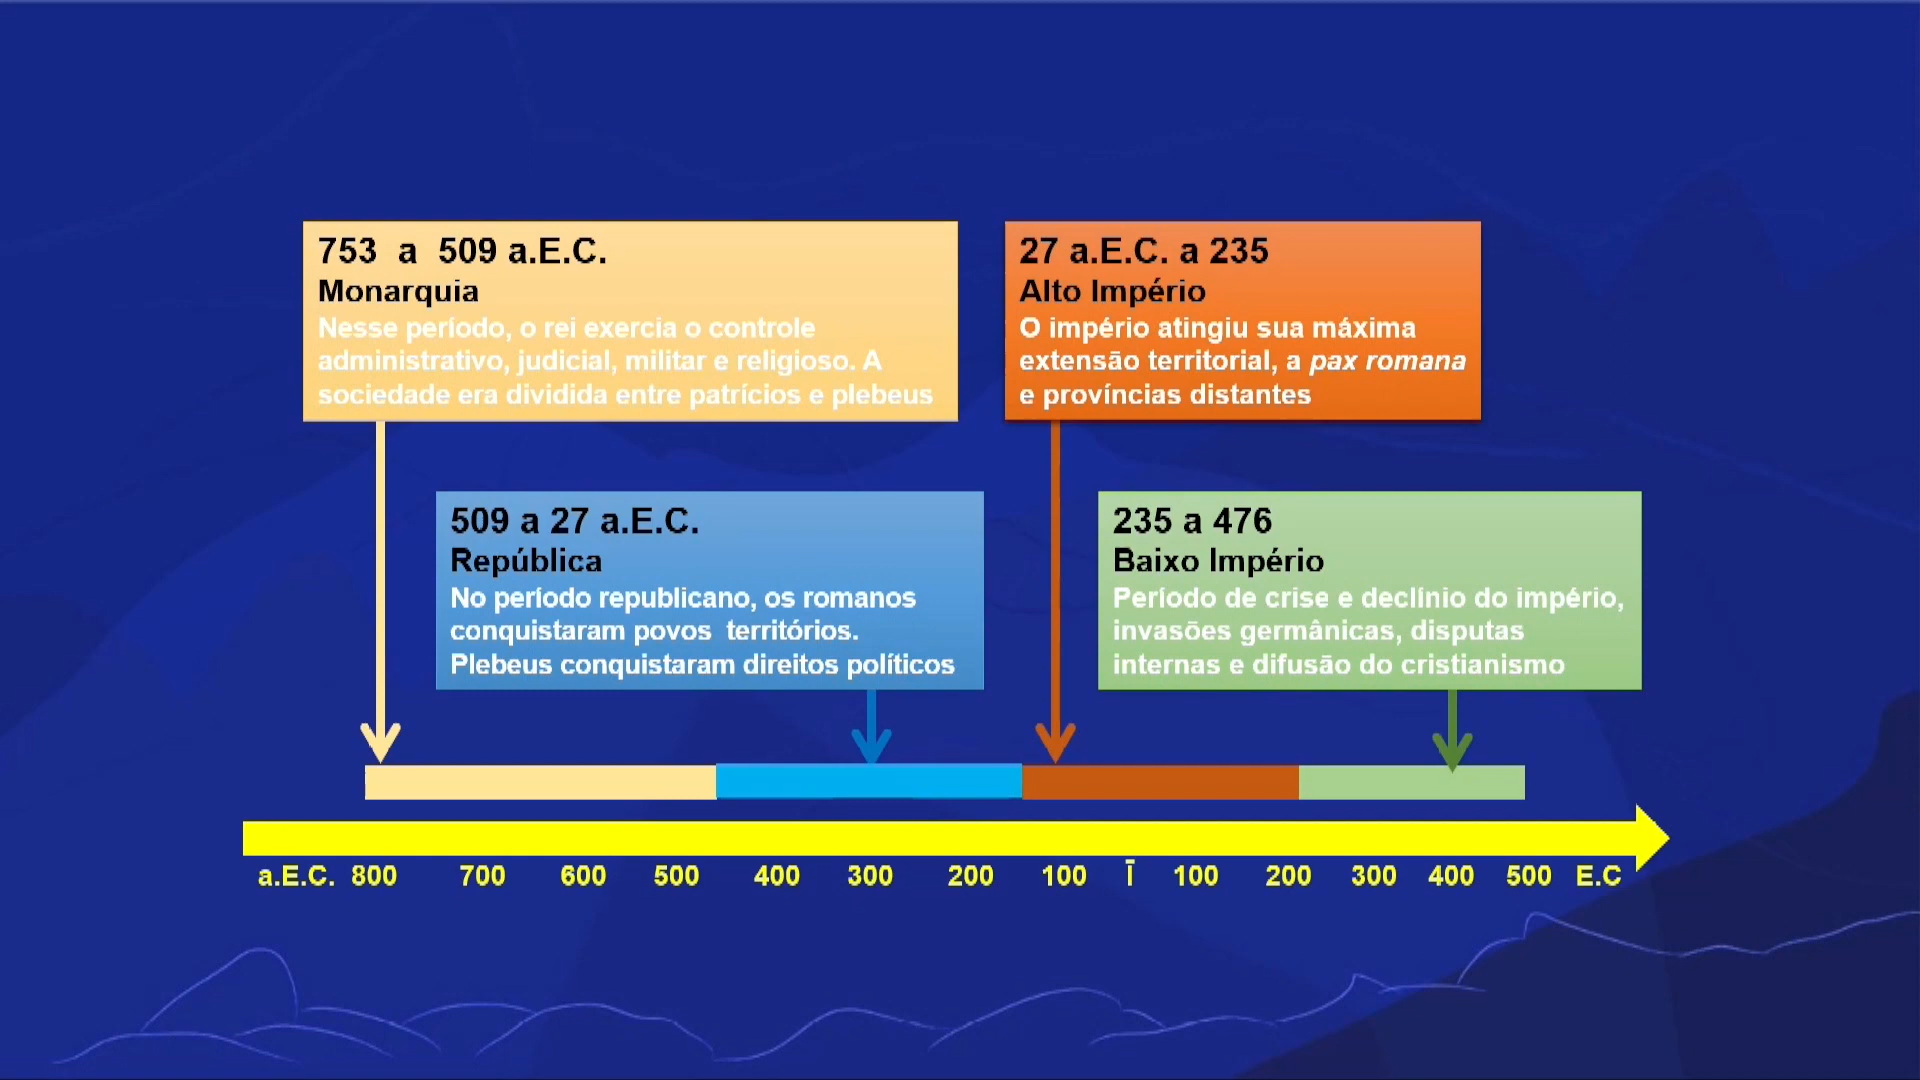 753 a 509 a.E.C.
Monarquia
Nesse período, o rei exercia o controle
administrativo, judicial, militar e religioso. A
sociedade era dividida entre patrícios e plebeus
27 a.E.C. a 235
Alto Império
O império atingiu sua máxima
extensão territorial, a pax romana
e províncias distantes
509 a 27 a.E.C.
República
No período republicano, os romanos
conquistaram povos territórios.
Plebeus conquistaram direitos políticos
235 a 476
Baixo Império
Período de crise e declínio do império,
invasões germânicas, disputas
internas e difusão do cristianismo
a.E.C. 800 700 600 500 400 300 200 100 Ī 100 200 300 400 500 E.C